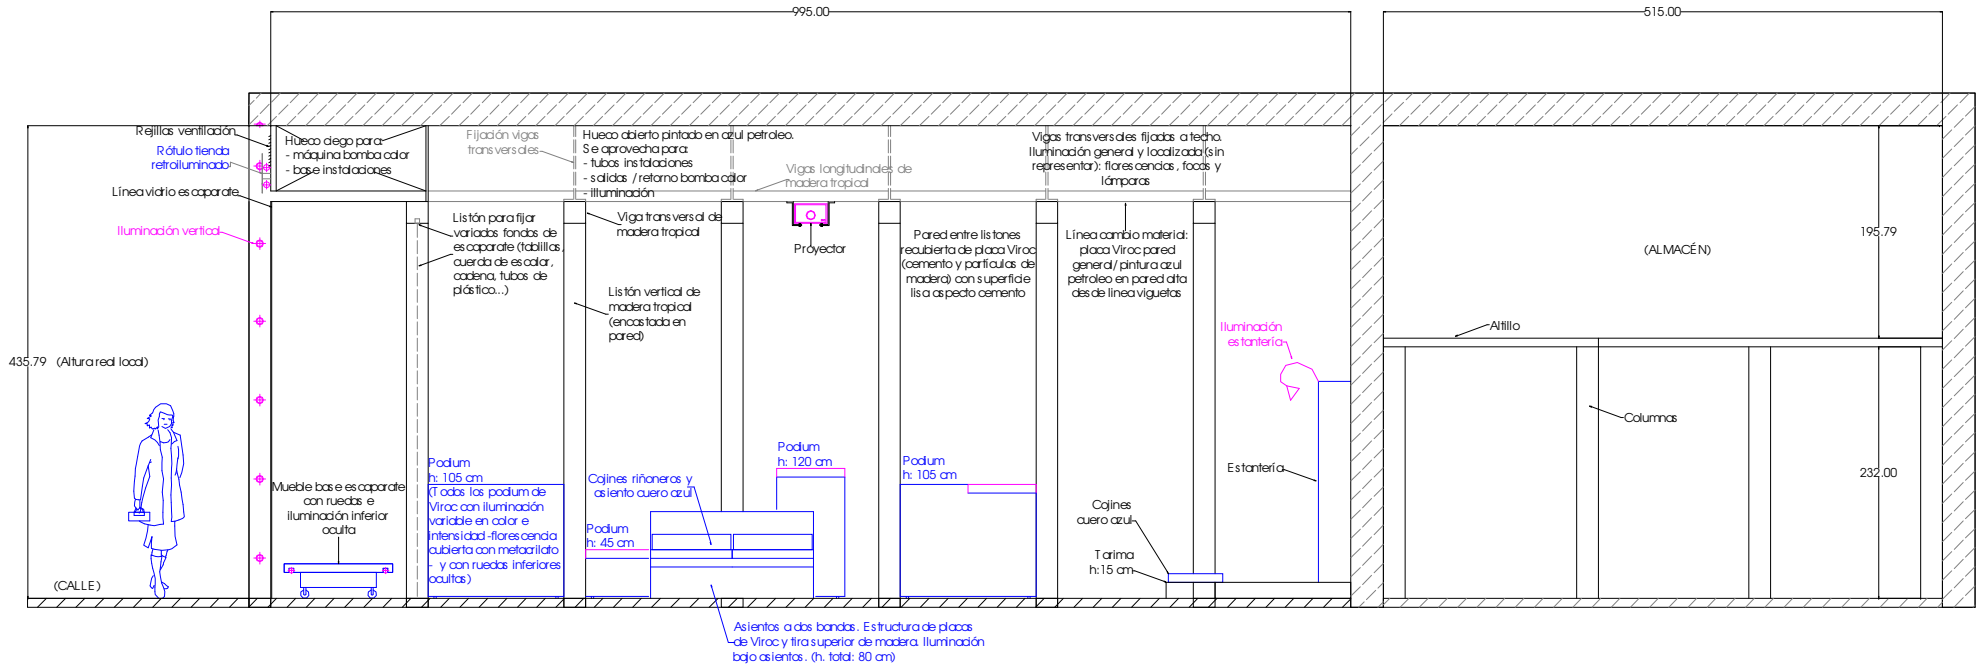 995.00
515.00
Rejillas ventilación
Rótulo tienda
retroiluminado
Línea vidrio escaparate
Iluminación vertical
Hueco ciego para:
- máquina bomba calor
- base instalaciones
Fijación vigas
transversales
Hueco abierto pintado en azul petroleo.
Se aprovecha para:
- tubos instalaciones
- salidas / retorno bomba calor
- illuminación
Vigas longitudinales de
madera tropical
Vigas transversales fijadas a techo.
Iluminación general y localizada (sin
representar): florescencias, focos y
lámparas
Listón para fijar
variados fondos de
escaparate (tablillas,
cuerda de escalar,
cadena, tubos de
plástico...)
Viga transversal de
madera tropical
Proyector
Pared entre listones
recubierta de placa Viroc
(cemento y partículas de
madera) con superficie
lisa aspecto cemento
Línea cambio material:
placa Viroc pared
general/ pintura azul
petroleo en pared alta
desde linea viguetas
Listón vertical de
madera tropical
(encastada en
pared)
(ALMACÉN)
195.79
Iluminación
estantería
Altillo
435.79 (Altura real local)
Columnas
Podium
h: 105 cm
(Todos los podium de
Viroc con iluminación
variable en color e
intensidad -florescencia
cubierta con metacrilato
- y con ruedas inferiores
ocultas)
Cojines riñoneros y
asiento cuero azul
Podium
h: 120 cm
Podium
h: 105 cm
Estantería
232.00
Mueble base escaparate
con ruedas e
iluminación inferior
oculta
Podium
h: 45 cm
Cojines
cuero azul
Tarima
h:15 cm
(CALLE)
Asientos a dos bandas. Estructura de placas
de Viroc y tira superior de madera. Iluminación
bajo asientos. (h. total: 80 cm)